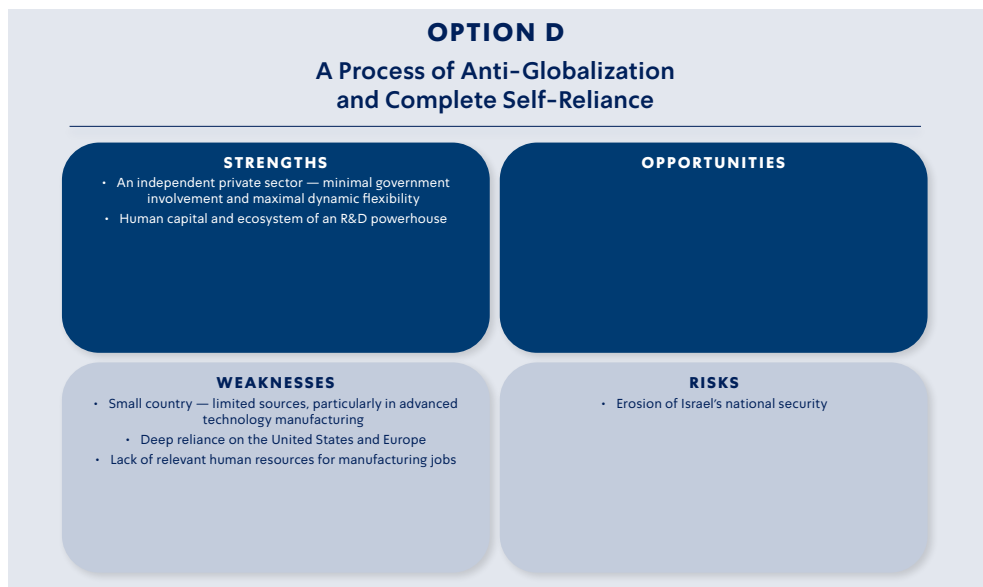 OPTION D
A Process of Anti-Globalization
and Complete Self-Reliance
STRENGTHS
• An independent private sector — minimal government
involvement and maximal dynamic flexibility
• Human capital and ecosystem of an R&D powerhouse
OPPORTUNITIES
WEAKNESSES
• Small country — limited sources, particularly in advanced
technology manufacturing
• Deep reliance on the United States and Europe
• Lack of relevant human resources for manufacturing jobs
RISKS
• Erosion of Israel’s national security